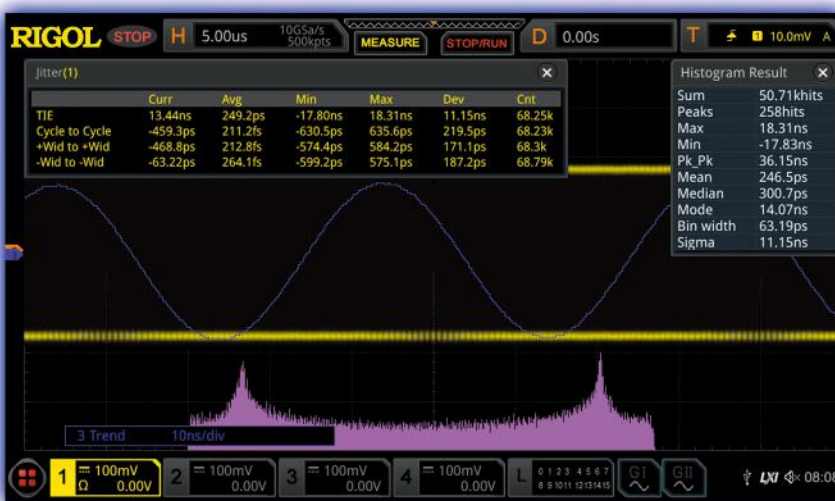 RIGOL STOP H 5.00us 10GSa/s 500kpts MEASURE STOP/RUN D 0.00s T 1 10.0mV A
Jitter(1)
Curr Avg Min Max Dev Cnt
TIE 13.44ns 249.2ps -17.80ns 18.31ns 11.15ns 68.25k
Cycle to Cycle -459.3ps 211.2fs -630.5ps 635.6ps 219.5ps 68.23k
+Wid to +Wid -468.8ps 212.8fs -574.4ps 584.2ps 171.1ps 68.3k
-Wid to -Wid -63.22ps 264.1fs -599.2ps 575.1ps 187.2ps 68.79k
Histogram Result
Sum 50.71khits
Peaks 258hits
Max 18.31ns
Min -17.83ns
Pk_Pk 36.15ns
Mean 246.5ps
Median 300.7ps
Mode 14.07ns
Bin width 63.19ps
Sigma 11.15ns
3 Trend 10ns/div
1 100mV Ω 0.00V
2 100mV 0.00V
3 100mV 0.00V
4 100mV 0.00V
L 0 1 2 3 4 5 6 7
8 9 10 11 12 13 14 15
GI GII LXI 08:08